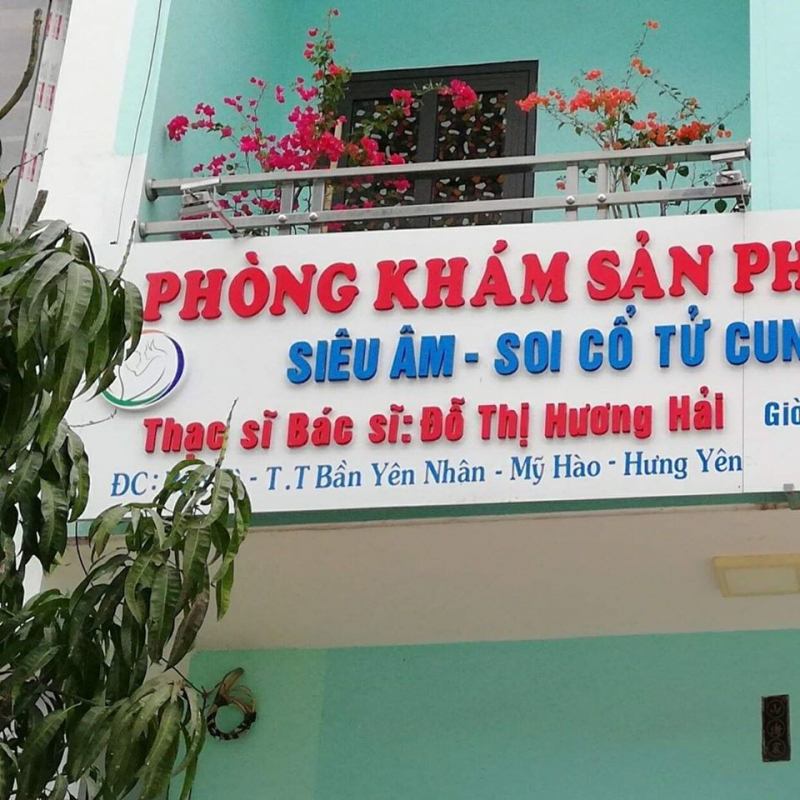 PHÒNG KHÁM SẢN PH
SIÊU ÂM - SOI CỔ TỬ CUN
Thạc sĩ Bác sĩ: Đỗ Thị Hương Hải
Giờ
ĐC: - T.T Bần Yên Nhân - Mỹ Hào - Hưng Yên